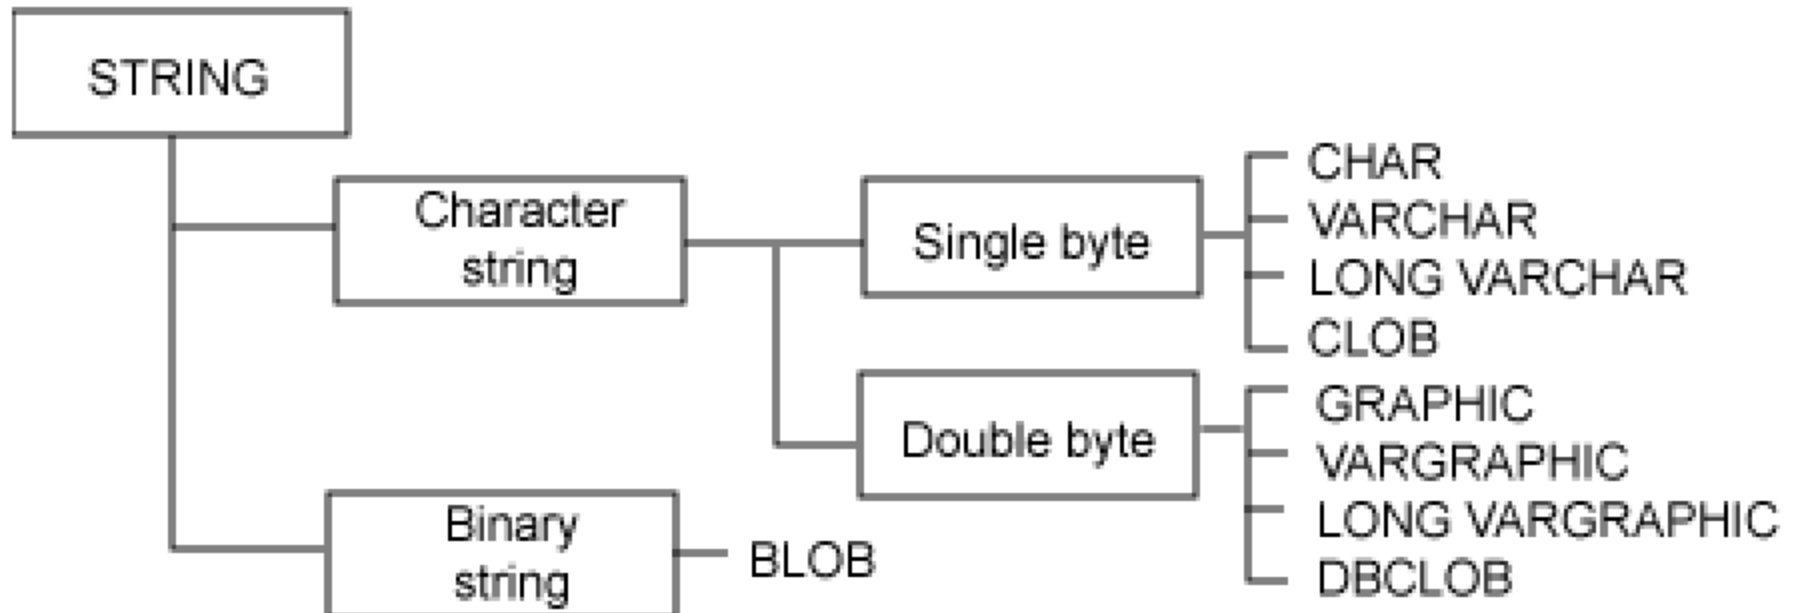 STRING
Character
string
Single byte
CHAR
VARCHAR
LONG VARCHAR
CLOB
Double byte
GRAPHIC
VARGRAPHIC
LONG VARGRAPHIC
DBCLOB
Binary
string
BLOB